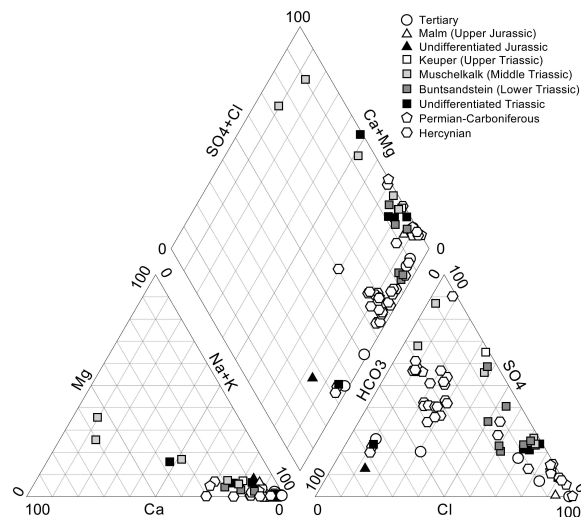 100
Tertiary
Malm (Upper Jurassic)
Undifferentiated Jurassic
Keuper (Upper Triassic)
Muschelkalk (Middle Triassic)
Buntsandstein (Lower Triassic)
Undifferentiated Triassic
Permian-Carboniferous
Hercynian
SO4+Cl
Ca+Mg
0
0
100
0
0
100
Mg
Na+K
HCO3
SO4
100
100
0
Ca
0
0
Cl
100